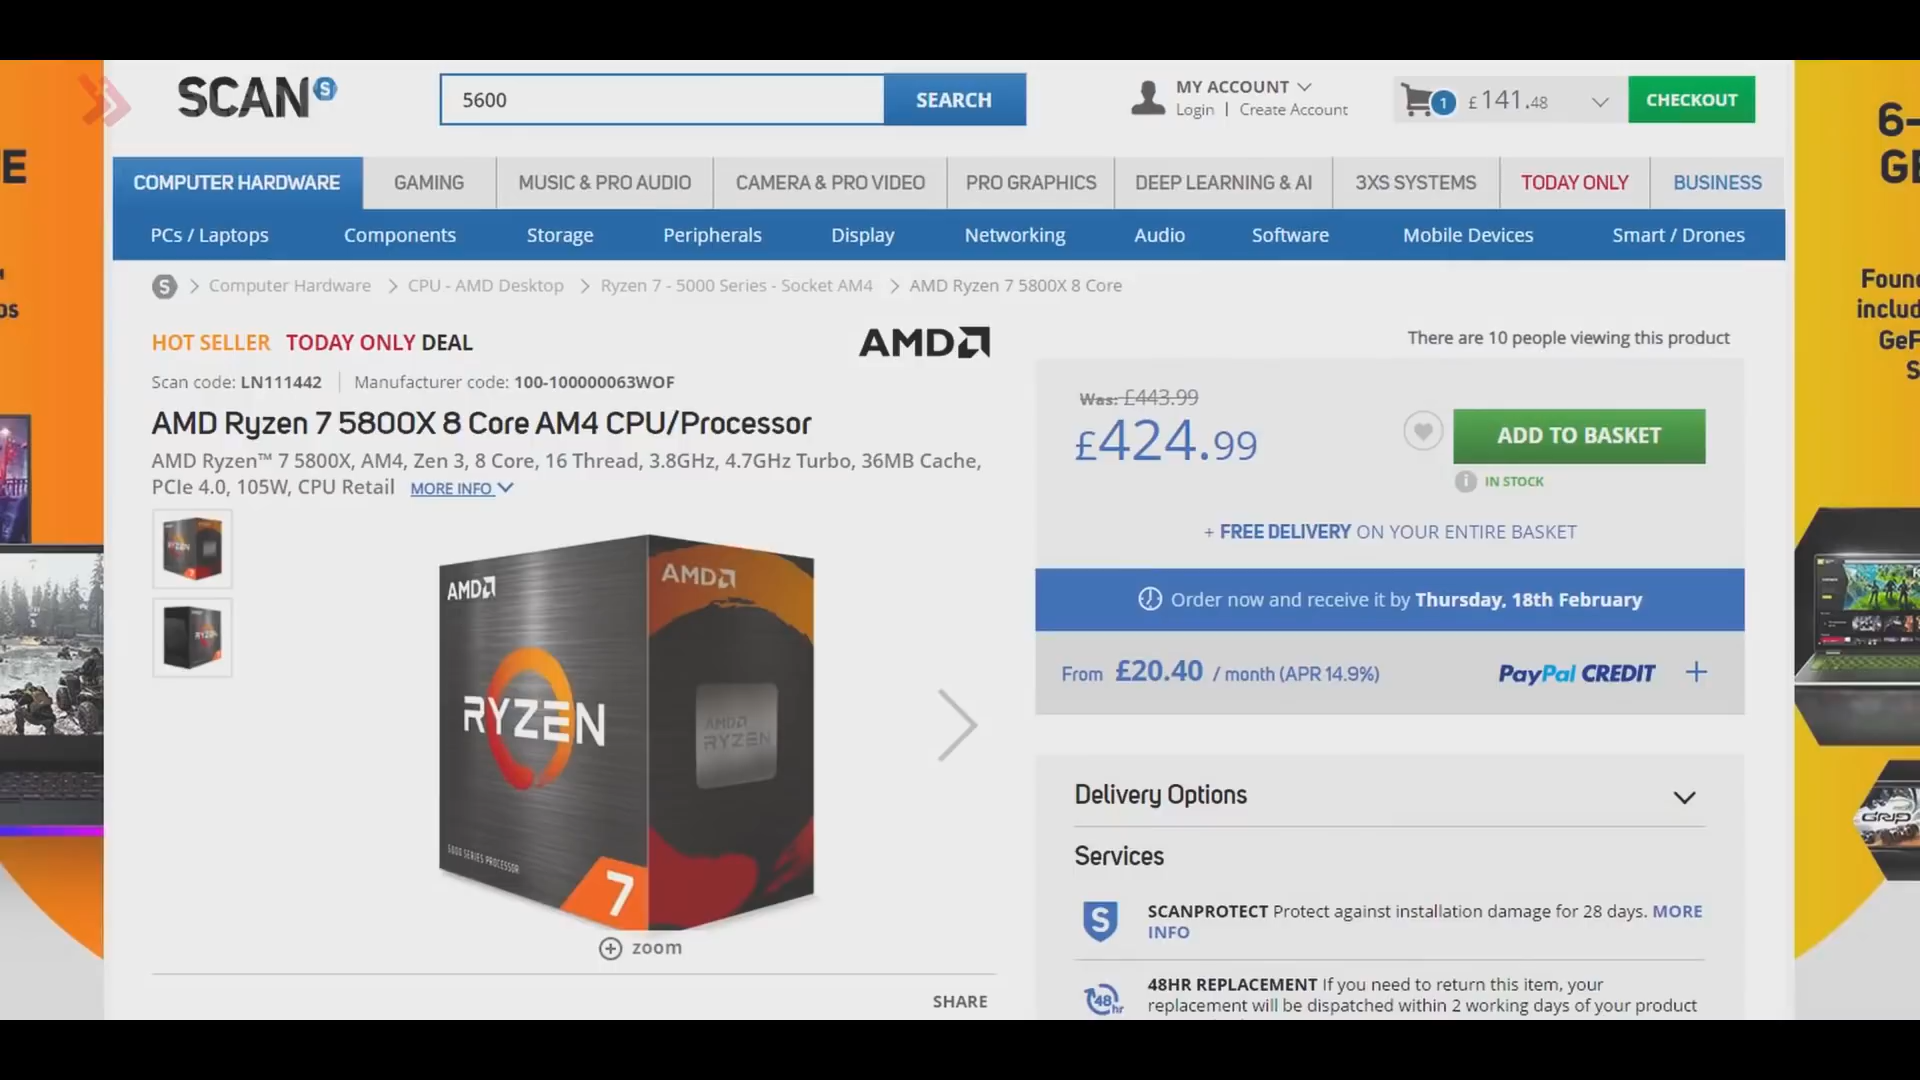 SCAN S
5600
SEARCH
MY ACCOUNT
Login | Create Account
1 £141.48
CHECKOUT
COMPUTER HARDWARE GAMING MUSIC & PRO AUDIO CAMERA & PRO VIDEO PRO GRAPHICS DEEP LEARNING & AI 3XS SYSTEMS TODAY ONLY BUSINESS
PCs / Laptops Components Storage Peripherals Display Networking Audio Software Mobile Devices Smart / Drones
S > Computer Hardware > CPU - AMD Desktop > Ryzen 7 - 5000 Series - Socket AM4 > AMD Ryzen 7 5800X 8 Core
HOT SELLER TODAY ONLY DEAL
AMD
Scan code: LN111442 | Manufacturer code: 100-100000063WOF
AMD Ryzen 7 5800X 8 Core AM4 CPU/Processor
AMD Ryzen™ 7 5800X, AM4, Zen 3, 8 Core, 16 Thread, 3.8GHz, 4.7GHz Turbo, 36MB Cache,
PCIe 4.0, 105W, CPU Retail MORE INFO
AMD
RYZEN
5000 SERIES PROCESSOR
7
AMD
AMD
RYZEN
zoom
SHARE
There are 10 people viewing this product
Was: £443.99
£424.99
ADD TO BASKET
IN STOCK
+ FREE DELIVERY ON YOUR ENTIRE BASKET
Order now and receive it by Thursday, 18th February
From £20.40 / month (APR 14.9%) PayPal CREDIT +
Delivery Options
Services
S SCANPROTECT Protect against installation damage for 28 days. MORE
INFO
48hr 48HR REPLACEMENT If you need to return this item, your
replacement will be dispatched within 2 working days of your product
E
6-
GE
GRIP